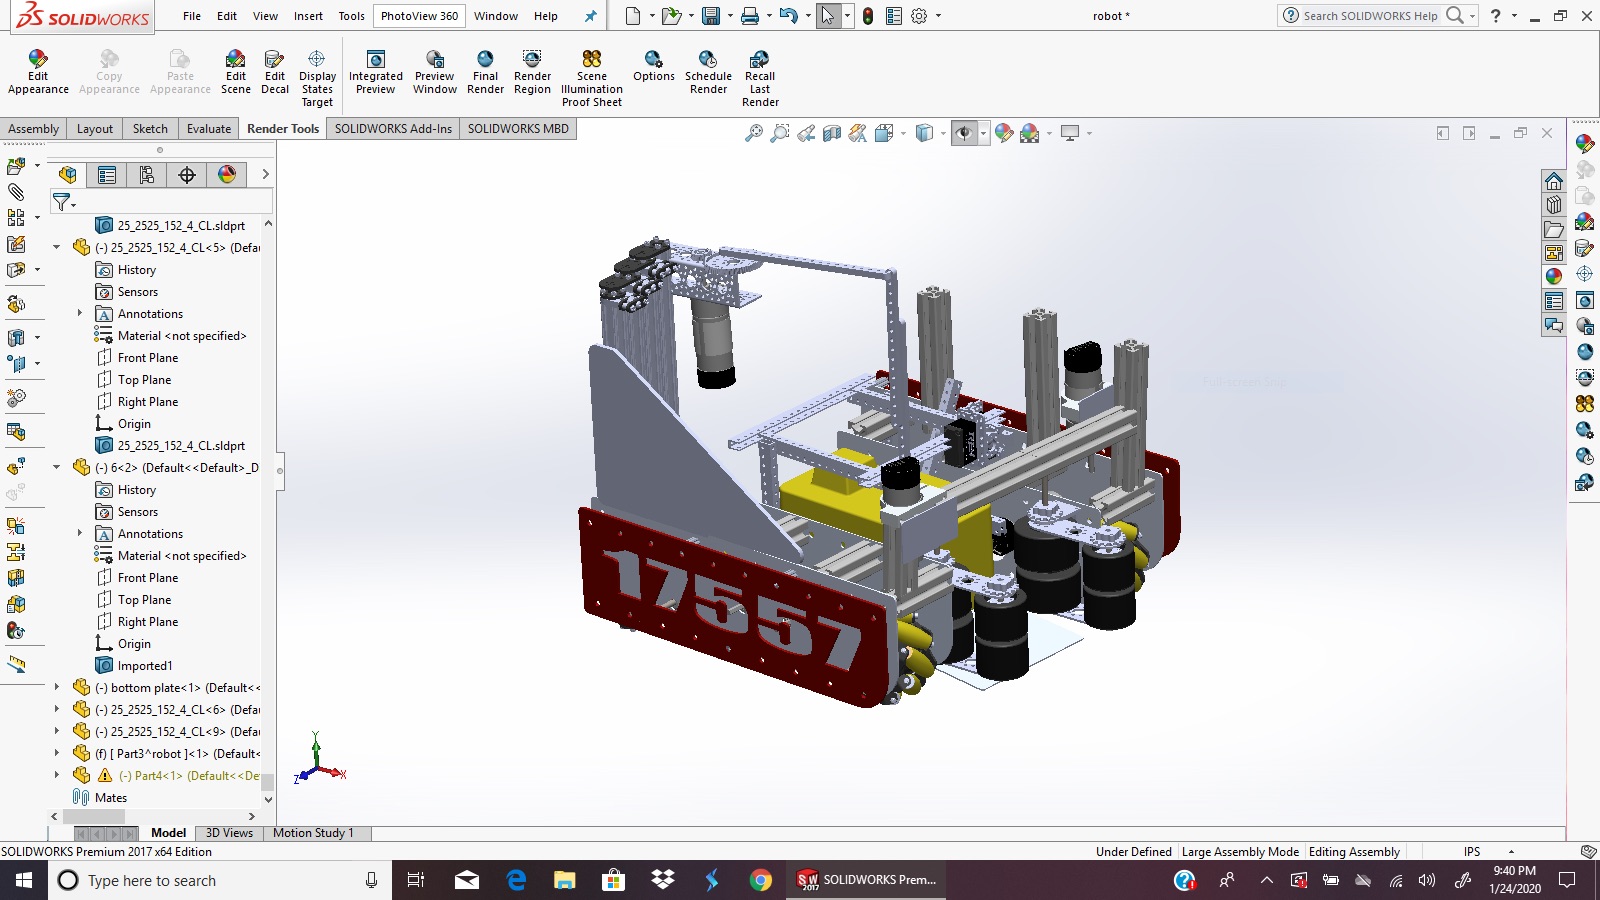 SOLIDWORKS
File Edit View Insert Tools PhotoView 360 Window Help
robot *
Search SOLIDWORKS Help
?
Edit Appearance
Copy Appearance
Paste Appearance
Edit Scene
Edit Decal
Display States Target
Integrated Preview
Preview Window
Final Render
Render Region
Scene Illumination Proof Sheet
Options
Schedule Render
Recall Last Render
Assembly Layout Sketch Evaluate Render Tools SOLIDWORKS Add-Ins SOLIDWORKS MBD
25_2525_152_4_CL.sldprt
(-) 25_2525_152_4_CL<5> (Defau
History
Sensors
Annotations
Material <not specified>
Front Plane
Top Plane
Right Plane
Origin
25_2525_152_4_CL.sldprt
(-) 6<2> (Default<<Default>_D
History
Sensors
Annotations
Material <not specified>
Front Plane
Top Plane
Right Plane
Origin
Imported1
(-) bottom plate<1> (Default<<
(-) 25_2525_152_4_CL<6> (Defau
(-) 25_2525_152_4_CL<9> (Defau
(f) [ Part3^robot ]<1> (Default<
(-) Part4<1> (Default<<De
Mates
17557
Y
Z
X
Model 3D Views Motion Study 1
SOLIDWORKS Premium 2017 x64 Edition
Under Defined Large Assembly Mode Editing Assembly IPS
Type here to search
SW 2017
SOLIDWORKS Prem...
9:40 PM
1/24/2020